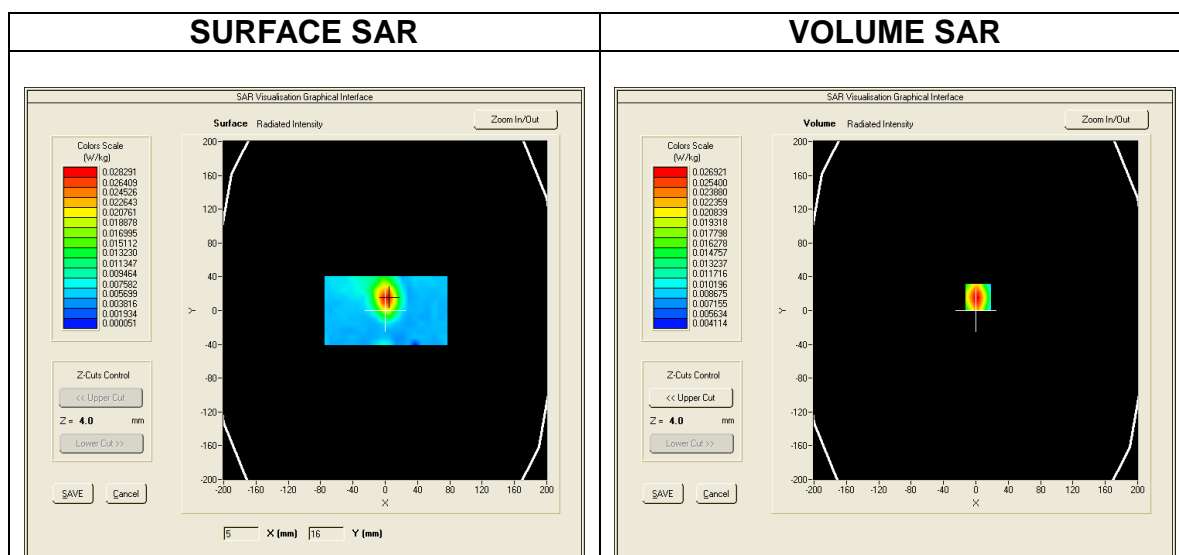 SURFACE SAR
SAR Visualisation Graphical Interface
Surface Radiated Intensity
Zoom In/Out
Colors Scale
(W/kg)
0.028291
0.026409
0.024526
0.022643
0.020761
0.018878
0.016995
0.015112
0.013230
0.011347
0.009464
0.007582
0.005699
0.003816
0.001934
0.000051
Z-Cuts Control
<< Upper Cut
Z = 4.0 mm
Lower Cut >>
SAVE Cancel
200
160
120
80
40
0
-40
-80
-120
-160
-200
Y
-200 -160 -120 -80 -40 0 40 80 120 160 200
X
5 X (mm) 16 Y (mm)
VOLUME SAR
SAR Visualisation Graphical Interface
Volume Radiated Intensity
Zoom In/Out
Colors Scale
(W/kg)
0.026921
0.025400
0.023880
0.022359
0.020839
0.019318
0.017798
0.016278
0.014757
0.013237
0.011716
0.010196
0.008675
0.007155
0.005634
0.004114
Z-Cuts Control
<< Upper Cut
Z = 4.0 mm
Lower Cut >>
SAVE Cancel
200
160
120
80
40
0
-40
-80
-120
-160
-200
Y
-200 -160 -120 -80 -40 0 40 80 120 160 200
X